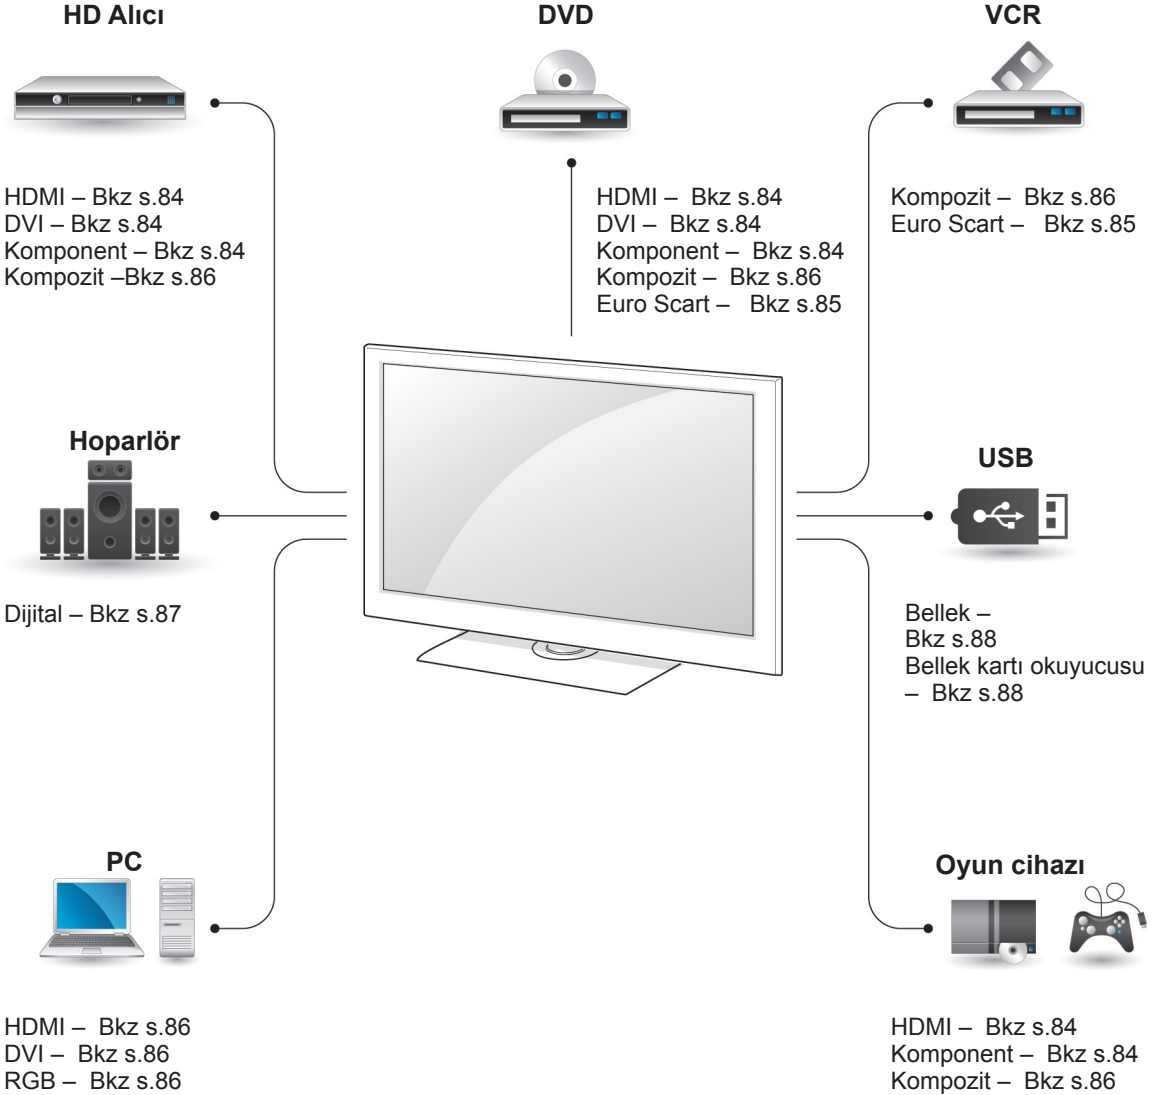 HD Alıcı
HDMI – Bkz s.84
DVI – Bkz s.84
Komponent – Bkz s.84
Kompozit –Bkz s.86
DVD
HDMI – Bkz s.84
DVI – Bkz s.84
Komponent – Bkz s.84
Kompozit – Bkz s.86
Euro Scart – Bkz s.85
VCR
Kompozit – Bkz s.86
Euro Scart – Bkz s.85
Hoparlör
Dijital – Bkz s.87
USB
Bellek –
Bkz s.88
Bellek kartı okuyucusu
– Bkz s.88
PC
HDMI – Bkz s.86
DVI – Bkz s.86
RGB – Bkz s.86
Oyun cihazı
HDMI – Bkz s.84
Komponent – Bkz s.84
Kompozit – Bkz s.86